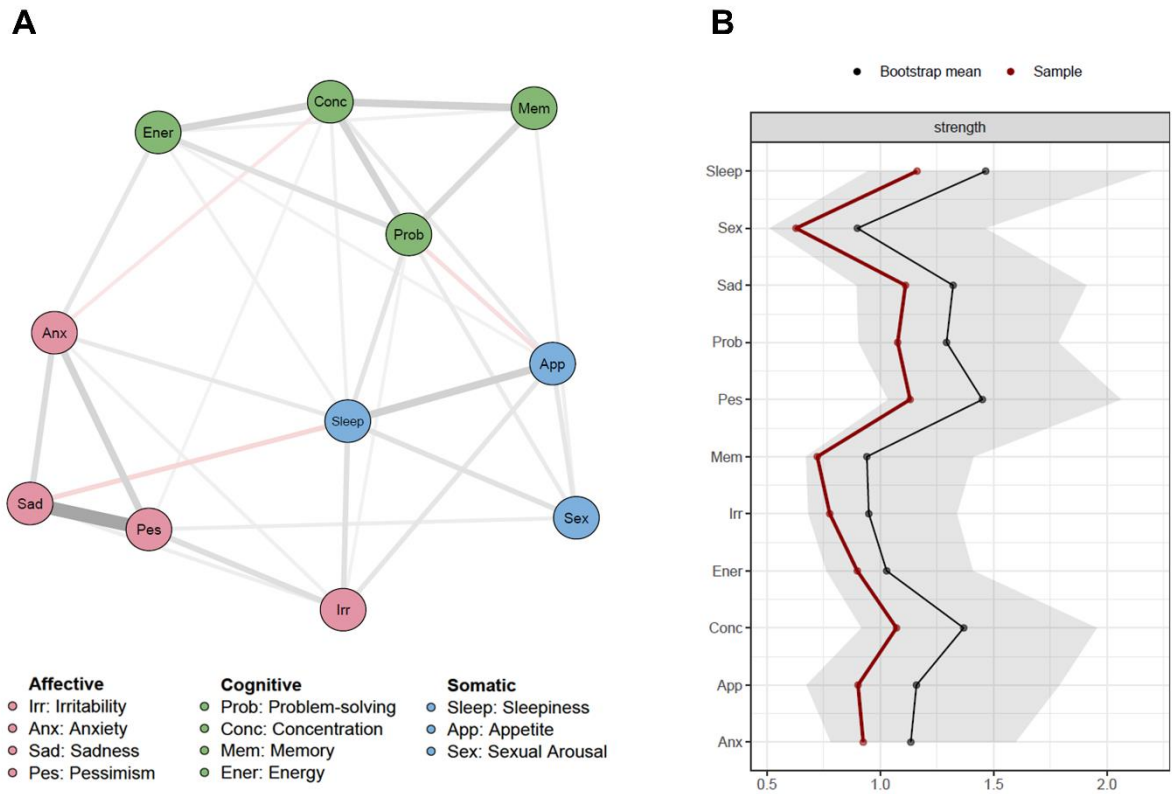 A
B
Conc
Mem
Ener
Prob
Anx
App
Sleep
Sad
Pes
Sex
Irr
Affective
Irr: Irritability
Anx: Anxiety
Sad: Sadness
Pes: Pessimism
Cognitive
Prob: Problem-solving
Conc: Concentration
Mem: Memory
Ener: Energy
Somatic
Sleep: Sleepiness
App: Appetite
Sex: Sexual Arousal
Bootstrap mean
Sample
strength
Sleep
Sex
Sad
Prob
Pes
Mem
Irr
Ener
Conc
App
Anx
0.5 1.0 1.5 2.0